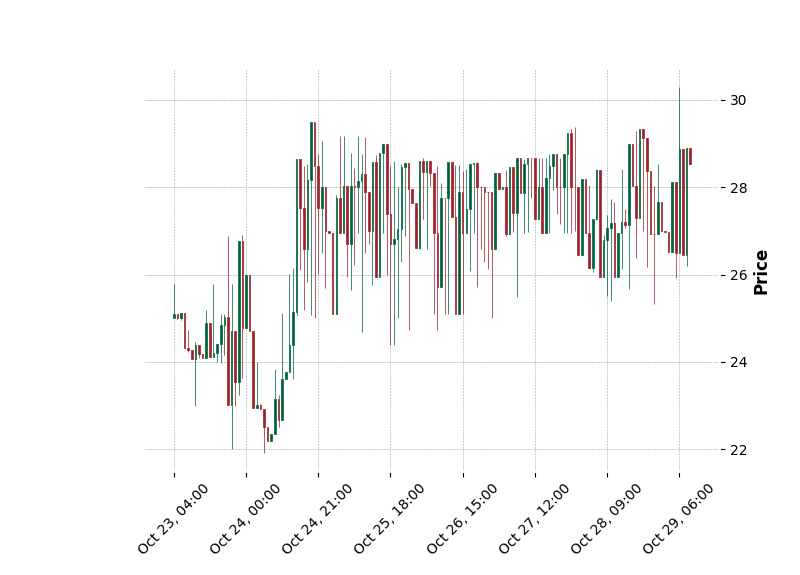 30
28
26
24
22
Price
Oct 23, 04:00
Oct 24, 00:00
Oct 24, 21:00
Oct 25, 18:00
Oct 26, 15:00
Oct 27, 12:00
Oct 28, 09:00
Oct 29, 06:00